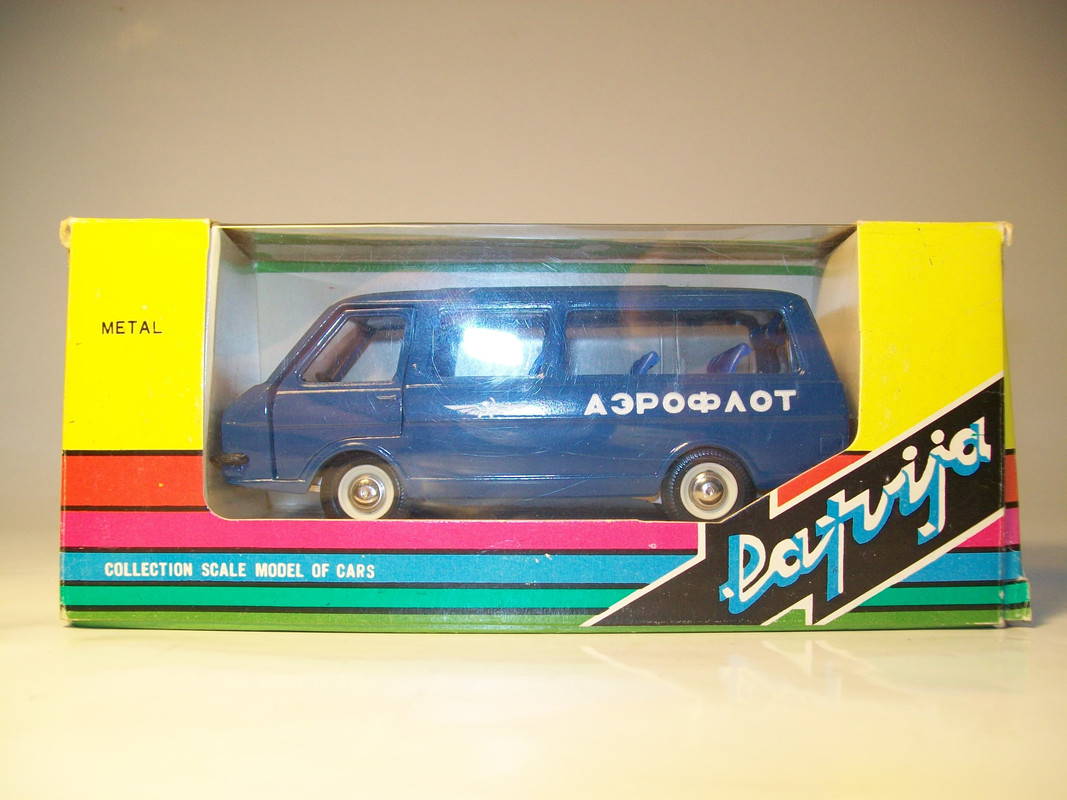 METAL
АЭРОФЛОТ
Latvija
COLLECTION SCALE MODEL OF CARS